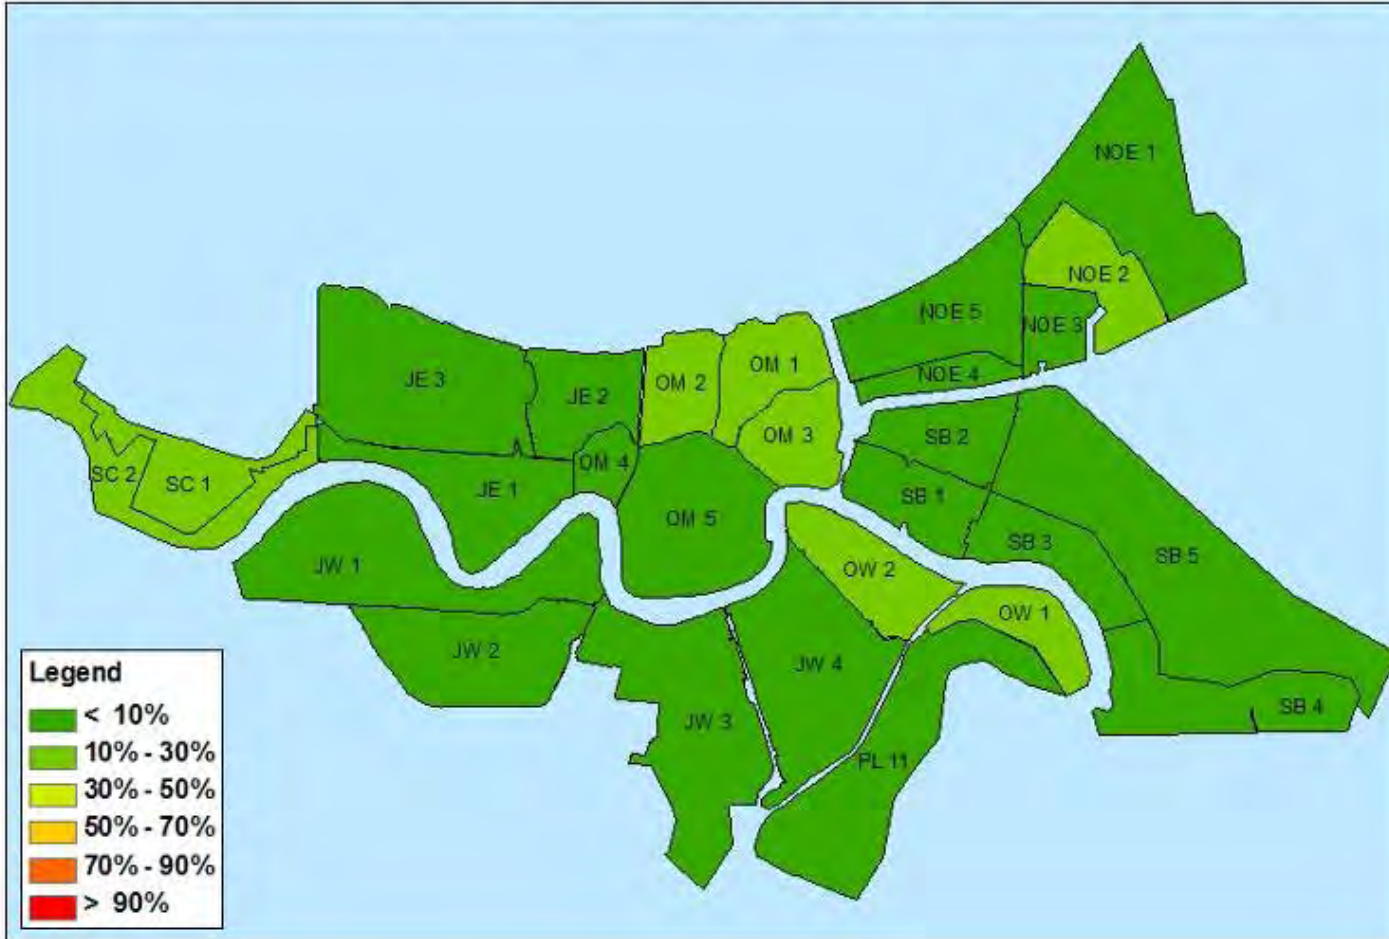 NOE 1
NOE 2
NOE 5
NOE 3
OM 1
JE 3
OM 2
NOE 4
JE 2
OM 3
SB 2
OM 4
SC 2
SC 1
JE 1
SB 1
OM 5
SB 3
SB 5
JW 1
OW 2
OW 1
JW 2
JW 4
Legend
SB 4
< 10%
JW 3
10% - 30%
PL 11
30% - 50%
50% - 70%
70% - 90%
> 90%